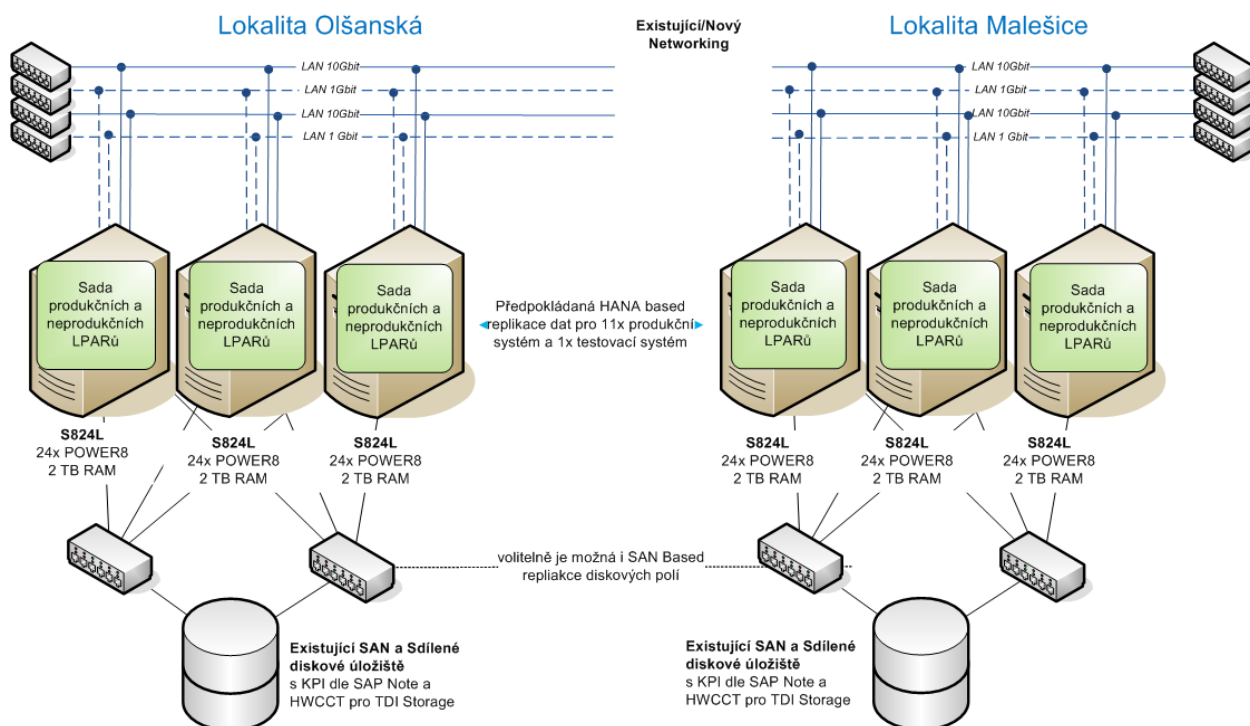 Lokalita Olšanská
Existující/Nový
Networking
Lokalita Malešice
LAN 10Gbit
LAN 1Gbit
LAN 10Gbit
LAN 1 Gbit
LAN 10Gbit
LAN 1Gbit
LAN 10Gbit
LAN 1 Gbit
Sada
produkčních a
neprodukčních
LPARů
Sada
produkčních a
neprodukčních
LPARů
Sada
produkčních a
neprodukčních
LPARů
Předpokládaná HANA based
replikace dat pro 11x produkční
systém a 1x testovací systém
Sada
produkčních a
neprodukčních
LPARů
Sada
produkčních a
neprodukčních
LPARů
Sada
produkčních a
neprodukčních
LPARů
S824L
24x POWER8
2 TB RAM
S824L
24x POWER8
2 TB RAM
S824L
24x POWER8
2 TB RAM
S824L
24x POWER8
2 TB RAM
S824L
24x POWER8
2 TB RAM
S824L
24x POWER8
2 TB RAM
volitelně je možná i SAN Based
repliakce diskových polí
Existující SAN a Sdílené
diskové úložiště
s KPI dle SAP Note a
HWCCT pro TDI Storage
Existující SAN a Sdílené
diskové úložiště
s KPI dle SAP Note a
HWCCT pro TDI Storage